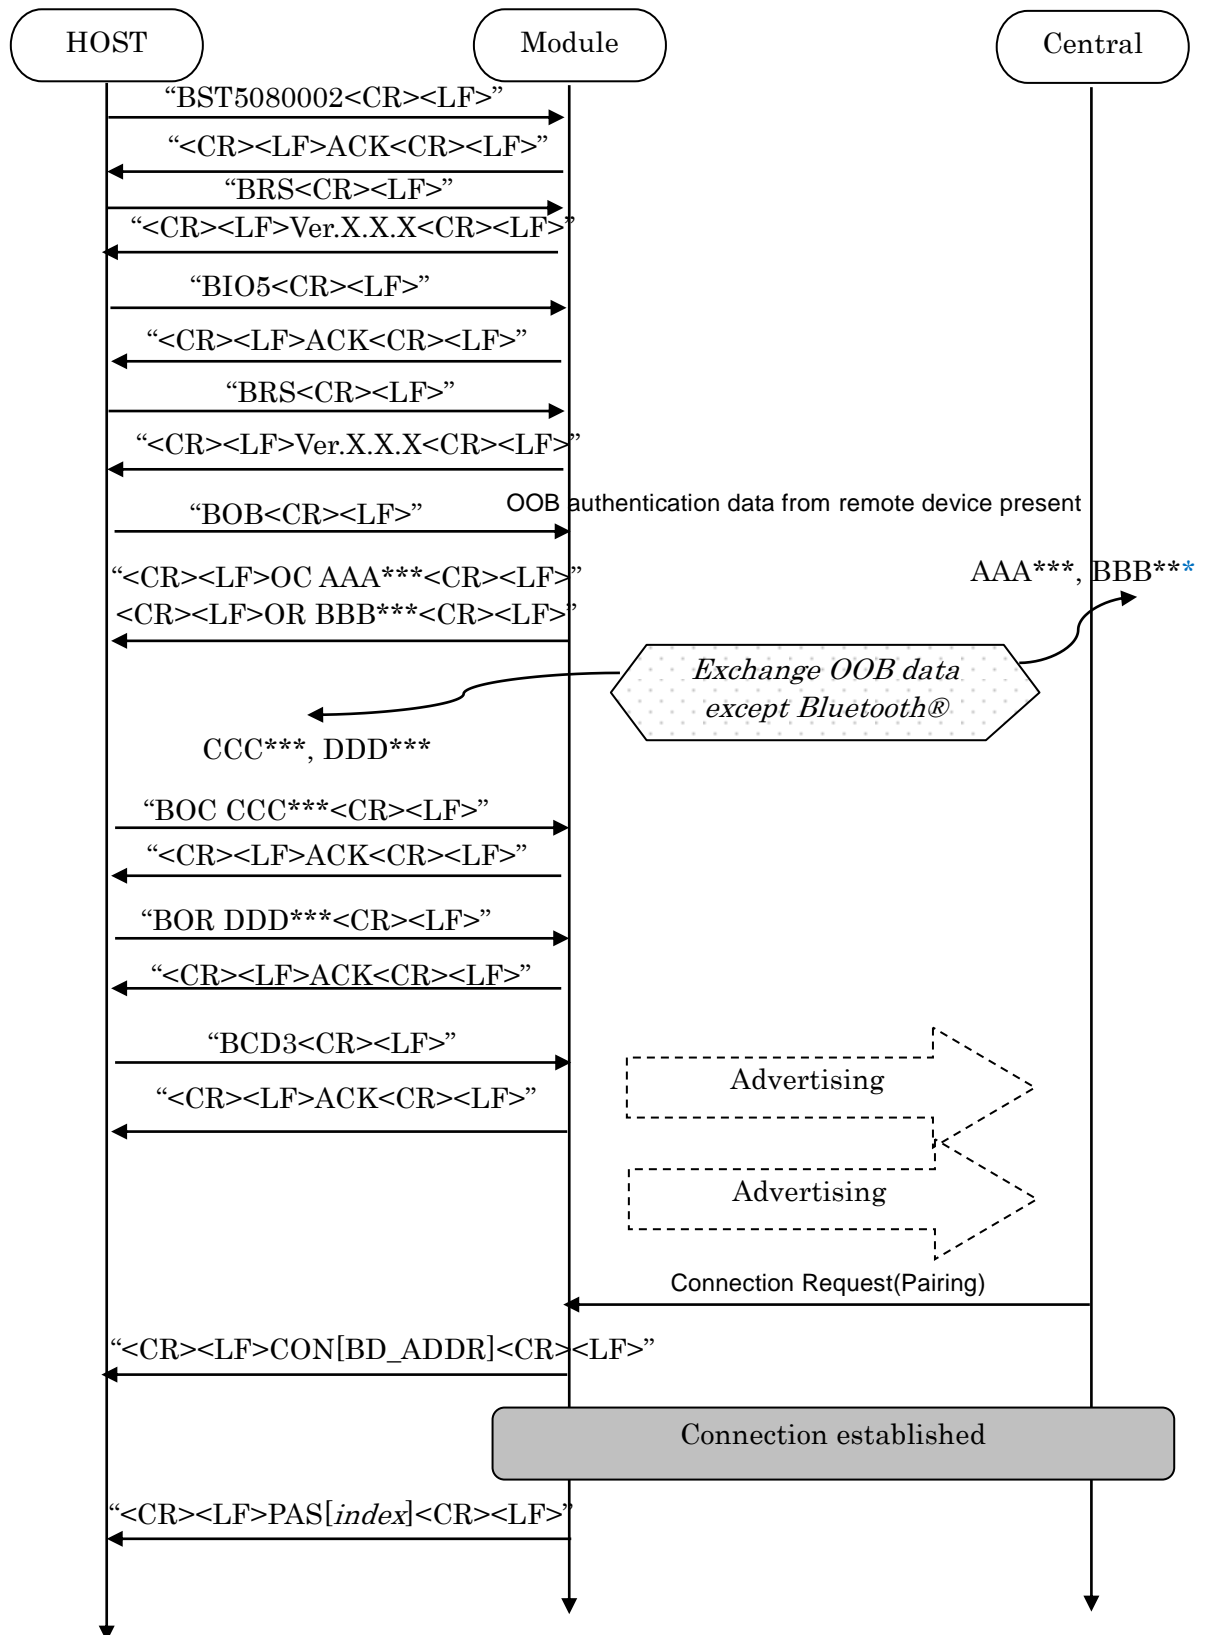 HOST
Module
Central
“BST5080002<CR><LF>”
“<CR><LF>ACK<CR><LF>”
“BRS<CR><LF>”
“<CR><LF>Ver.X.X.X<CR><LF>”
“BIO5<CR><LF>”
“<CR><LF>ACK<CR><LF>”
“BRS<CR><LF>”
“<CR><LF>Ver.X.X.X<CR><LF>”
OOB authentication data from remote device present
“BOB<CR><LF>”
“<CR><LF>OC AAA***<CR><LF>”
<CR><LF>OR BBB***<CR><LF>”
AAA***, BBB***
Exchange OOB data
except Bluetooth®
CCC***, DDD***
“BOC CCC***<CR><LF>”
“<CR><LF>ACK<CR><LF>”
“BOR DDD***<CR><LF>”
“<CR><LF>ACK<CR><LF>”
“BCD3<CR><LF>”
Advertising
“<CR><LF>ACK<CR><LF>”
Advertising
Connection Request(Pairing)
“<CR><LF>CON[BD_ADDR]<CR><LF>”
Connection established
“<CR><LF>PAS[index]<CR><LF>”